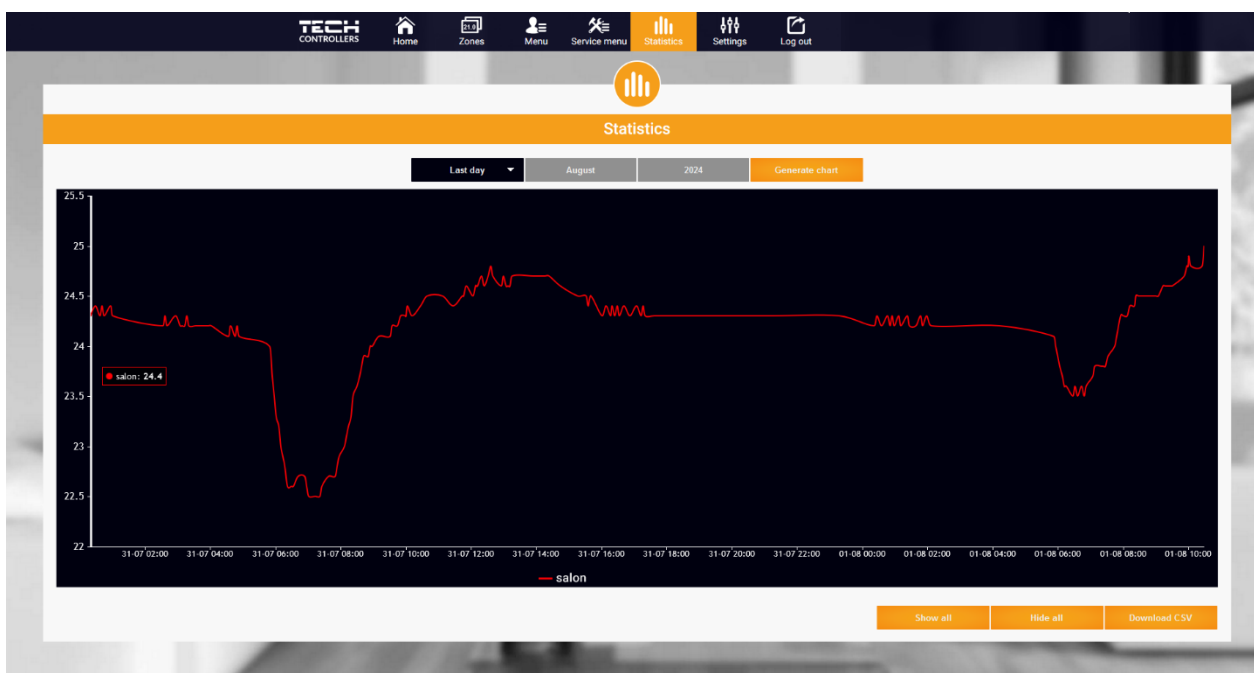 TECH
CONTROLLERS
Home
21.0
Zones
Menu
Service menu
Statistics
Settings
Log out
Statistics
Last day
August
2024
Generate chart
25.5
25
24.5
24
23.5
23
22.5
22
salon: 24.4
31-07 02:00
31-07 04:00
31-07 06:00
31-07 08:00
31-07 10:00
31-07 12:00
31-07 14:00
31-07 16:00
31-07 18:00
31-07 20:00
31-07 22:00
01-08 00:00
01-08 02:00
01-08 04:00
01-08 06:00
01-08 08:00
01-08 10:00
salon
Show all
Hide all
Download CSV